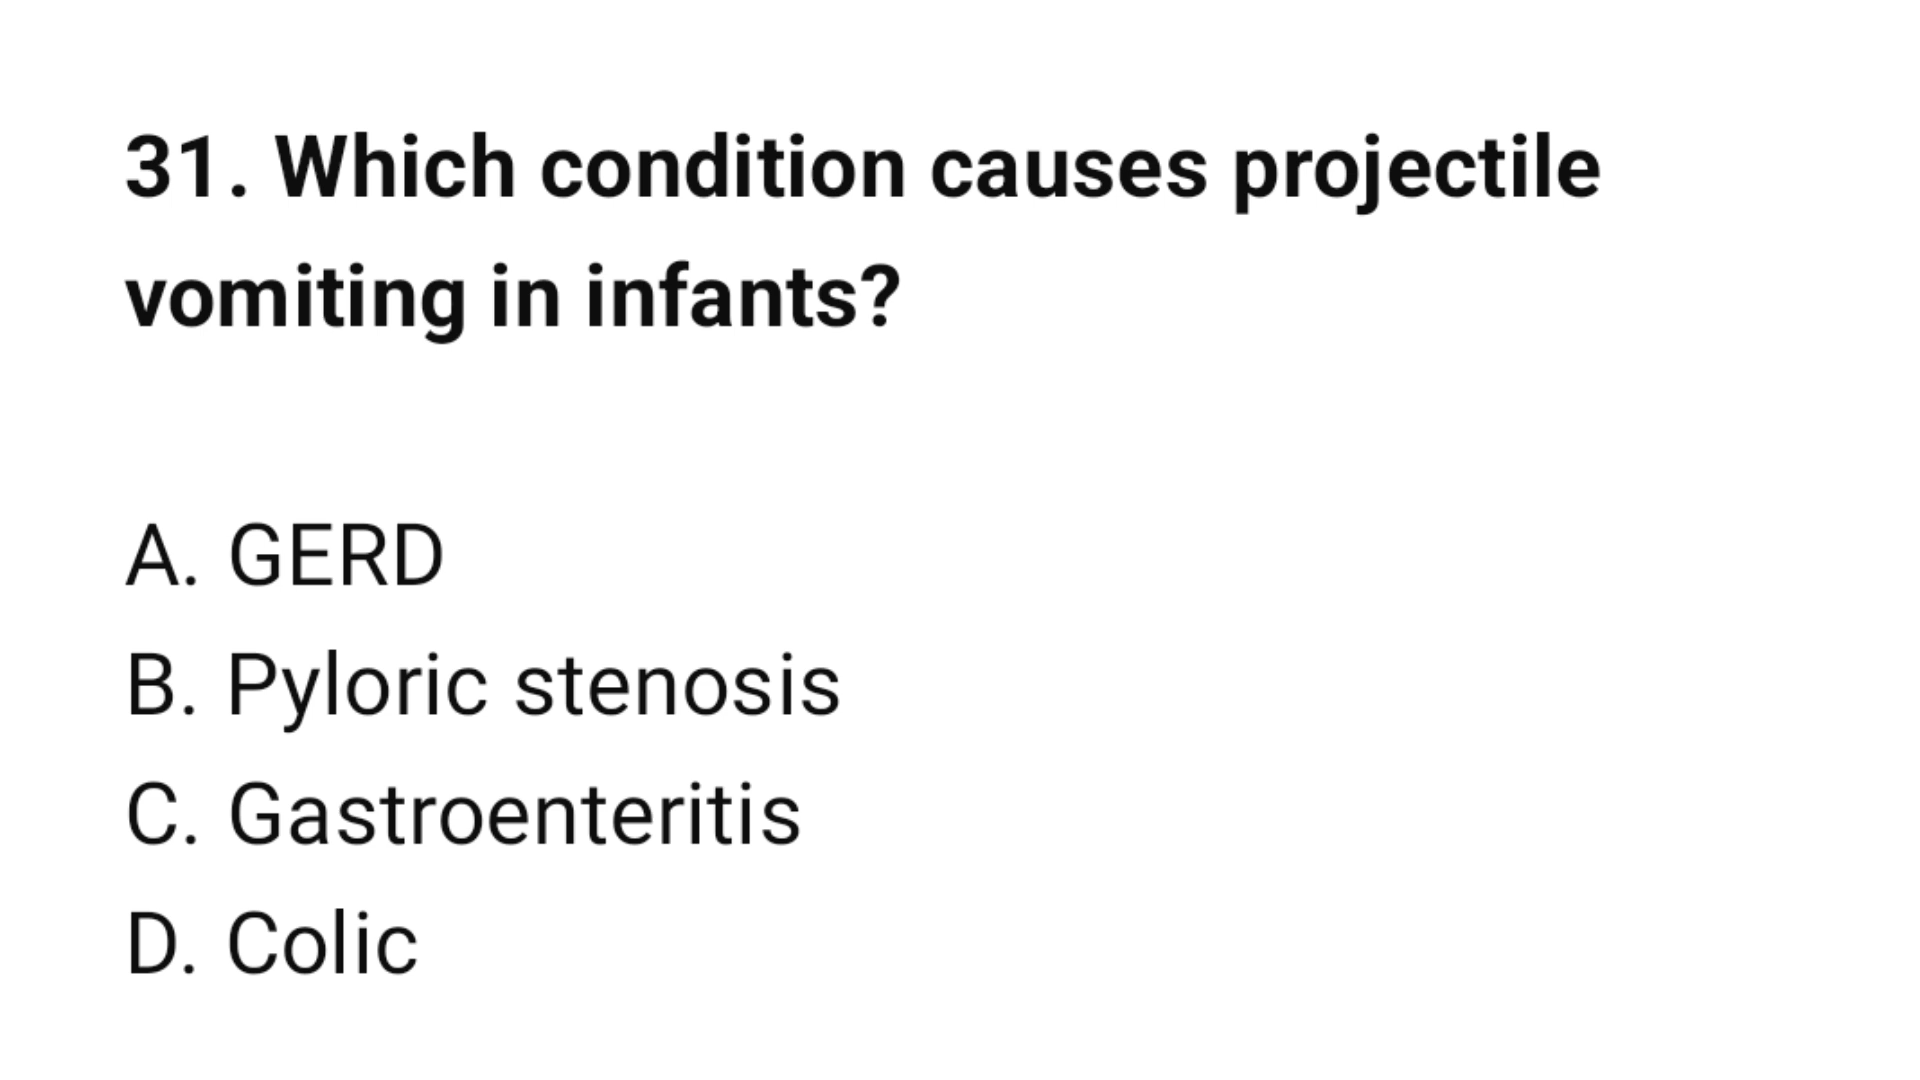 31. Which condition causes projectile
vomiting in infants?
A. GERD
B. Pyloric stenosis
C. Gastroenteritis
D. Colic